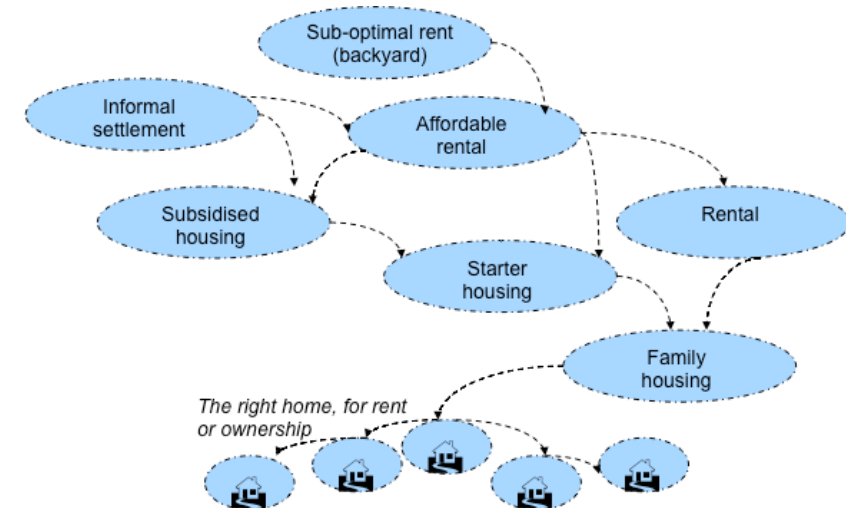 Sub-optimal rent
(backyard)
Informal
settlement
Affordable
rental
Subsidised
housing
Rental
Starter
housing
Family
housing
The right home, for rent
or ownership